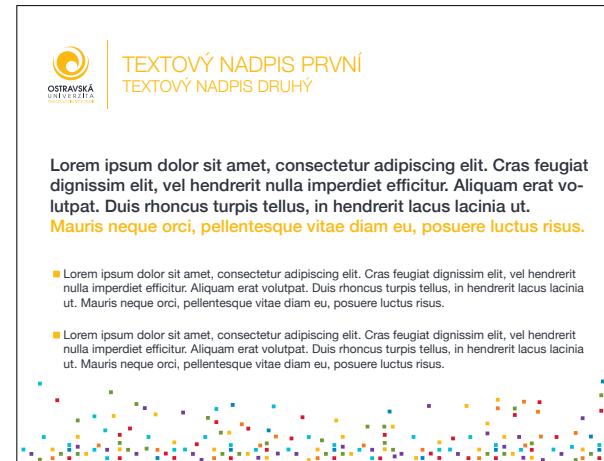 TEXTOVÝ NADPIS PRVNÍ
TEXTOVÝ NADPIS DRUHÝ
OSTRAVSKÁ
UNIVERZITA
Lorem ipsum dolor sit amet, consectetur adipiscing elit. Cras feugiat
dignissim elit, vel hendrerit nulla imperdiet efficitur. Aliquam erat vo-
lutpat. Duis rhoncus turpis tellus, in hendrerit lacus lacinia ut.
Mauris neque orci, pellentesque vitae diam eu, posuere luctus risus.
Lorem ipsum dolor sit amet, consectetur adipiscing elit. Cras feugiat dignissim elit, vel hendrerit
nulla imperdiet efficitur. Aliquam erat volutpat. Duis rhoncus turpis tellus, in hendrerit lacus lacinia
ut. Mauris neque orci, pellentesque vitae diam eu, posuere luctus risus.
Lorem ipsum dolor sit amet, consectetur adipiscing elit. Cras feugiat dignissim elit, vel hendrerit
nulla imperdiet efficitur. Aliquam erat volutpat. Duis rhoncus turpis tellus, in hendrerit lacus lacinia
ut. Mauris neque orci, pellentesque vitae diam eu, posuere luctus risus.